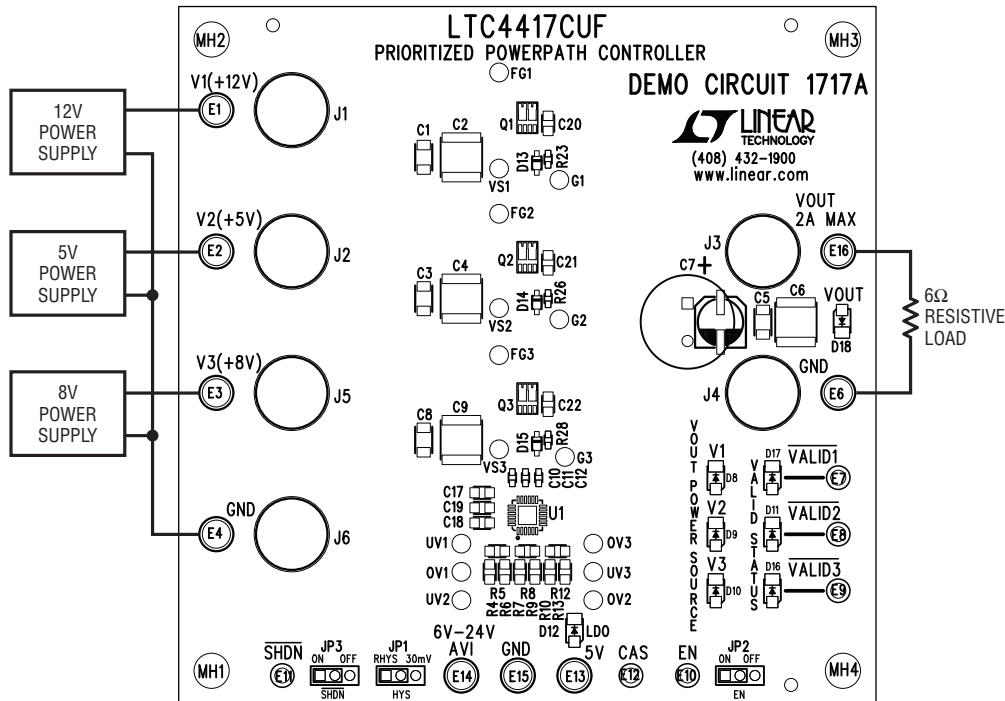 LTC4417CUF
PRIORITIZED POWERPATH CONTROLLER
DEMO CIRCUIT 1717A
LINEAR
TECHNOLOGY
(408) 432-1900
www.linear.com
MH2
MH3
12V
POWER
SUPPLY
V1(+12V)
E1
J1
FG1
Q1
C20
C1
C2
D13
R23
VS1
G1
5V
POWER
SUPPLY
V2(+5V)
E2
J2
FG2
Q2
C21
C3
C4
D14
R26
VS2
G2
VOUT
2A MAX
J3
E16
C7
+
C5
C6
VOUT
D18
6Ω
RESISTIVE
LOAD
8V
POWER
SUPPLY
V3(+8V)
E3
J5
FG3
Q3
C22
C8
C9
D15
R28
VS3
G3
C10
C11
C12
GND
J4
E6
GND
E4
J6
C17
C19
C18
U1
UV1
OV1
UV2
OV3
UV3
OV2
R5
R8
R12
R4
R6
R7
R9
R10
R13
VOUT POWER SOURCE
V1
D8
V2
D9
V3
D10
VALID STATUS
D17
VALID1
E7
D11
VALID2
E8
D16
VALID3
E9
MH1
SHDN
E11
JP3
ON OFF
SHDN
JP1
RHYS 30mV
HYS
6V-24V
AVI
E14
GND
E15
D12
LDO
5V
E13
CAS
E12
EN
E10
JP2
ON OFF
EN
MH4